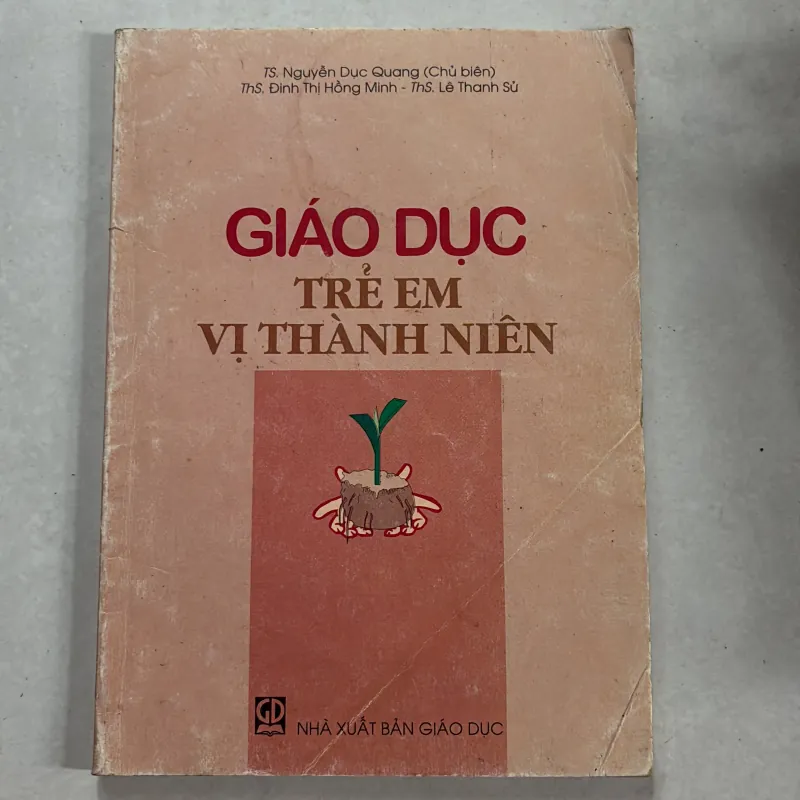 TS. Nguyễn Dục Quang (Chủ biên)
ThS. Đinh Thị Hồng Minh - ThS. Lê Thanh Sử
GIÁO DỤC
TRẺ EM
VỊ THÀNH NIÊN
GD
NHÀ XUẤT BẢN GIÁO DỤC